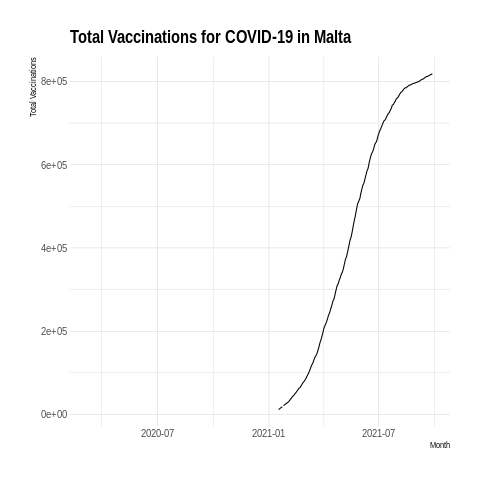 Total Vaccinations for COVID-19 in Malta
Total Vaccinations
8e+05
6e+05
4e+05
2e+05
0e+00
2020-07
2021-01
2021-07
Month